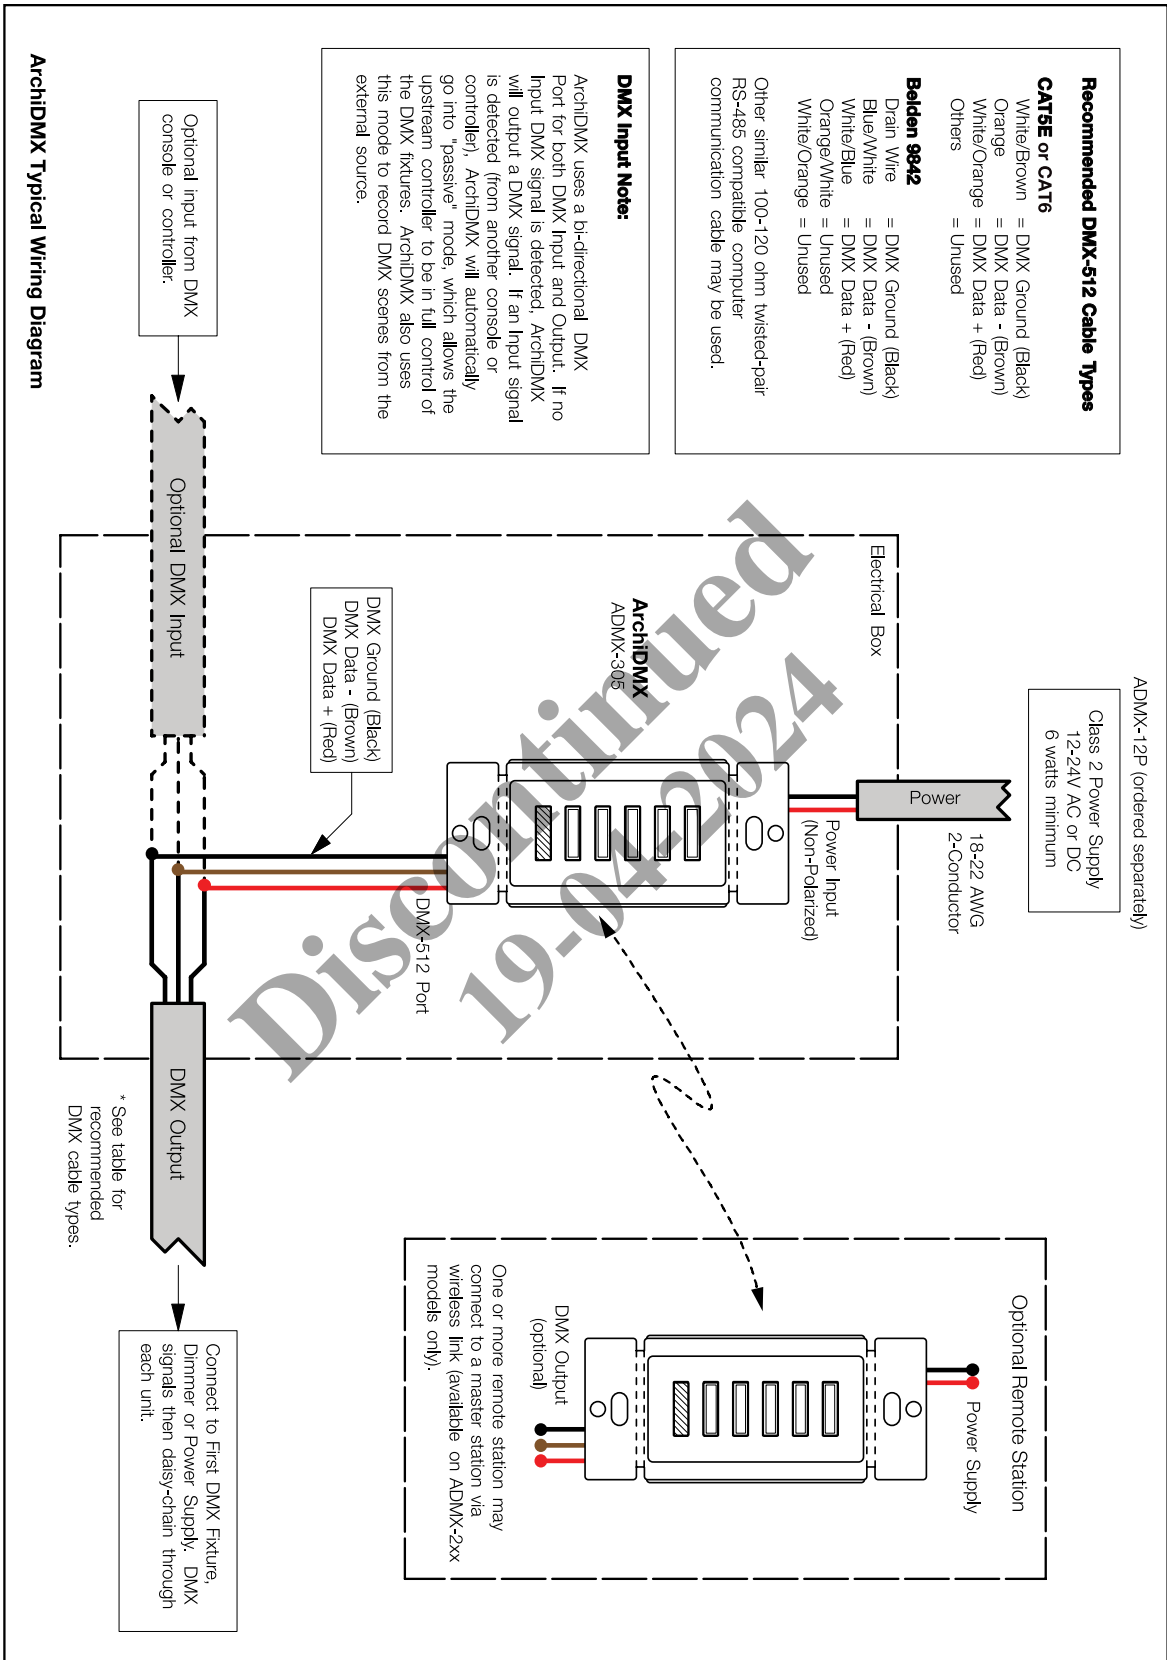 Recommended DMX-512 Cable Types
CAT5E or CAT6
White/Brown = DMX Ground (Black)
Orange = DMX Data - (Brown)
White/Orange = DMX Data + (Red)
Others = Unused
Belden 9842
Drain Wire = DMX Ground (Black)
Blue/White = DMX Data - (Brown)
White/Blue = DMX Data + (Red)
Orange/White = Unused
White/Orange = Unused
Other similar 100-120 ohm twisted-pair
RS-485 compatible computer
communication cable may be used.
DMX Input Note:
ArchiDMX uses a bi-directional DMX
Port for both DMX Input and Output. If no
Input DMX signal is detected, ArchiDMX
will output a DMX signal. If an Input signal
is detected (from another console or
controller), ArchiDMX will automatically
go into "passive" mode, which allows the
upstream controller to be in full control of
the DMX fixtures. ArchiDMX also uses
this mode to record DMX scenes from the
external source.
Optional input from DMX
console or controller.
ArchiDMX Typical Wiring Diagram
ADMX-12P (ordered separately)
Class 2 Power Supply
12-24V AC or DC
6 watts minimum
18-22 AWG
2-Conductor
Power
Electrical Box
Power Input
(Non-Polarized)
ArchiDMX
ADMX-305
DMX-512 Port
DMX Ground (Black)
DMX Data - (Brown)
DMX Data + (Red)
Optional DMX Input
DMX Output
* See table for
recommended
DMX cable types.
Optional Remote Station
Power Supply
DMX Output
(optional)
One or more remote station may
connect to a master station via
wireless link (available on ADMX-2xx
models only).
Connect to First DMX Fixture,
Dimmer or Power Supply. DMX
signals then daisy-chain through
each unit.
Discontinued
19-04-2024